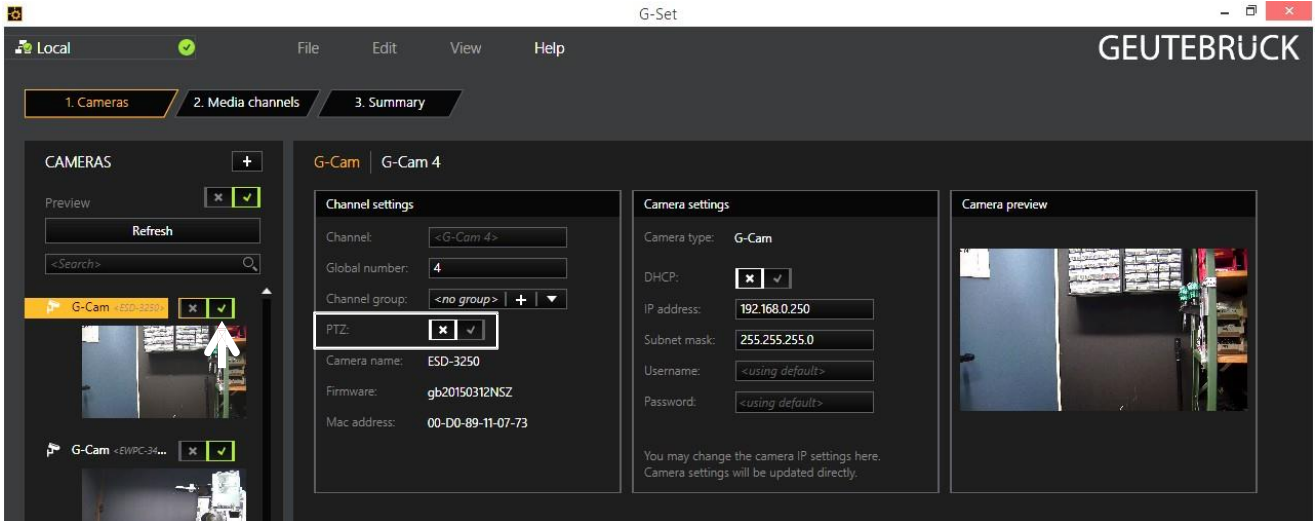 G-Set
Local
File Edit View Help
GEUTEBRÜCK
1. Cameras 2. Media channels 3. Summary
CAMERAS
Preview
Refresh
<Search>
G-Cam <ESD-3250>
G-Cam <EWPC-34...
G-Cam G-Cam 4
Channel settings
Channel: <G-Cam 4>
Global number: 4
Channel group: <no group>
PTZ:
Camera name: ESD-3250
Firmware: gb20150312NSZ
Mac address: 00-D0-89-11-07-73
Camera settings
Camera type: G-Cam
DHCP:
IP address: 192.168.0.250
Subnet mask: 255.255.255.0
Username: <using default>
Password: <using default>
You may change the camera IP settings here.
Camera settings will be updated directly.
Camera preview